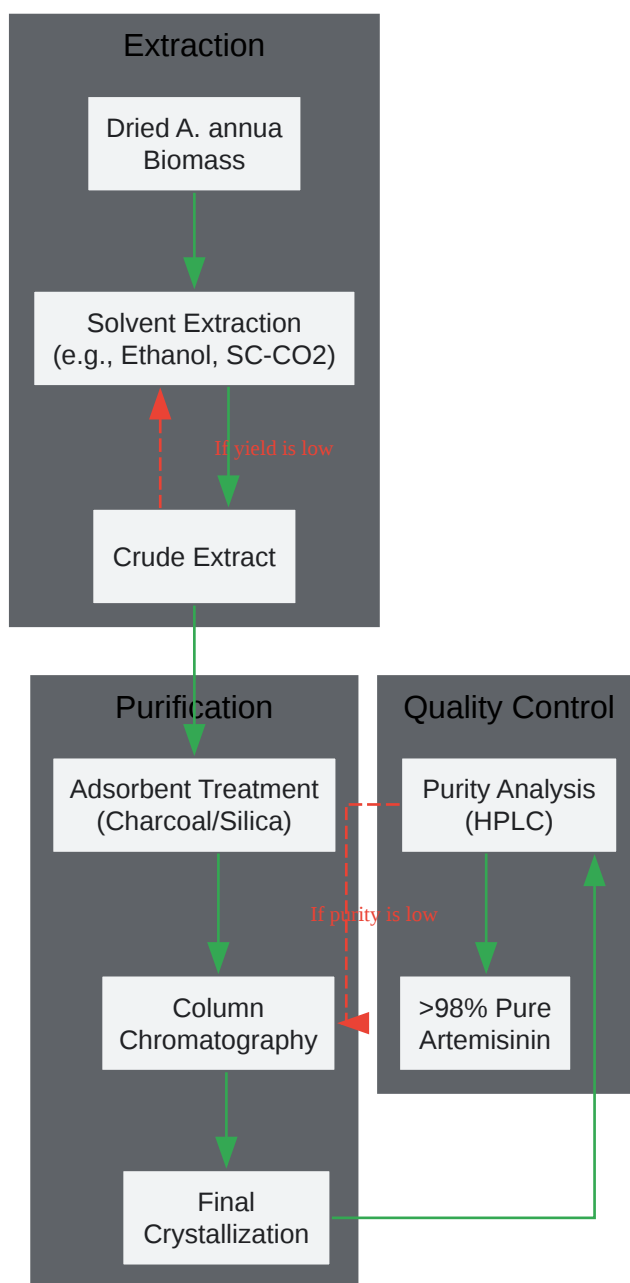 Extraction
Dried A. annua
Biomass
Solvent Extraction
(e.g., Ethanol, SC-CO2)
If yield is low
Crude Extract
Purification
Adsorbent Treatment
(Charcoal/Silica)
Column
Chromatography
Final
Crystallization
Quality Control
Purity Analysis
(HPLC)
If purity is low
>98% Pure
Artemisinin